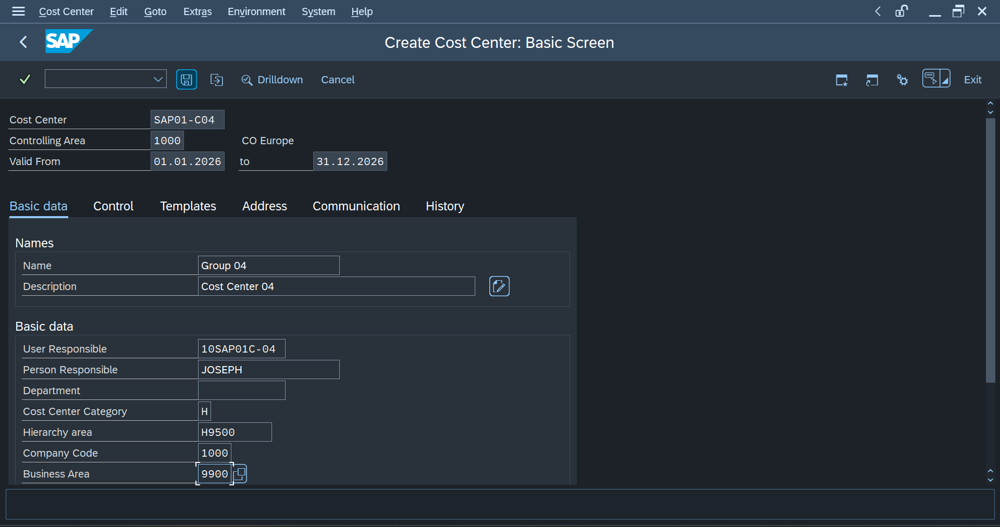 Cost Center Edit Goto Extras Environment System Help
SAP Create Cost Center: Basic Screen
Drilldown Cancel Exit
Cost Center SAP01-C04
Controlling Area 1000 CO Europe
Valid From 01.01.2026 to 31.12.2026
Basic data Control Templates Address Communication History
Names
Name Group 04
Description Cost Center 04
Basic data
User Responsible 10SAP01C-04
Person Responsible JOSEPH
Department
Cost Center Category H
Hierarchy area H9500
Company Code 1000
Business Area 9900